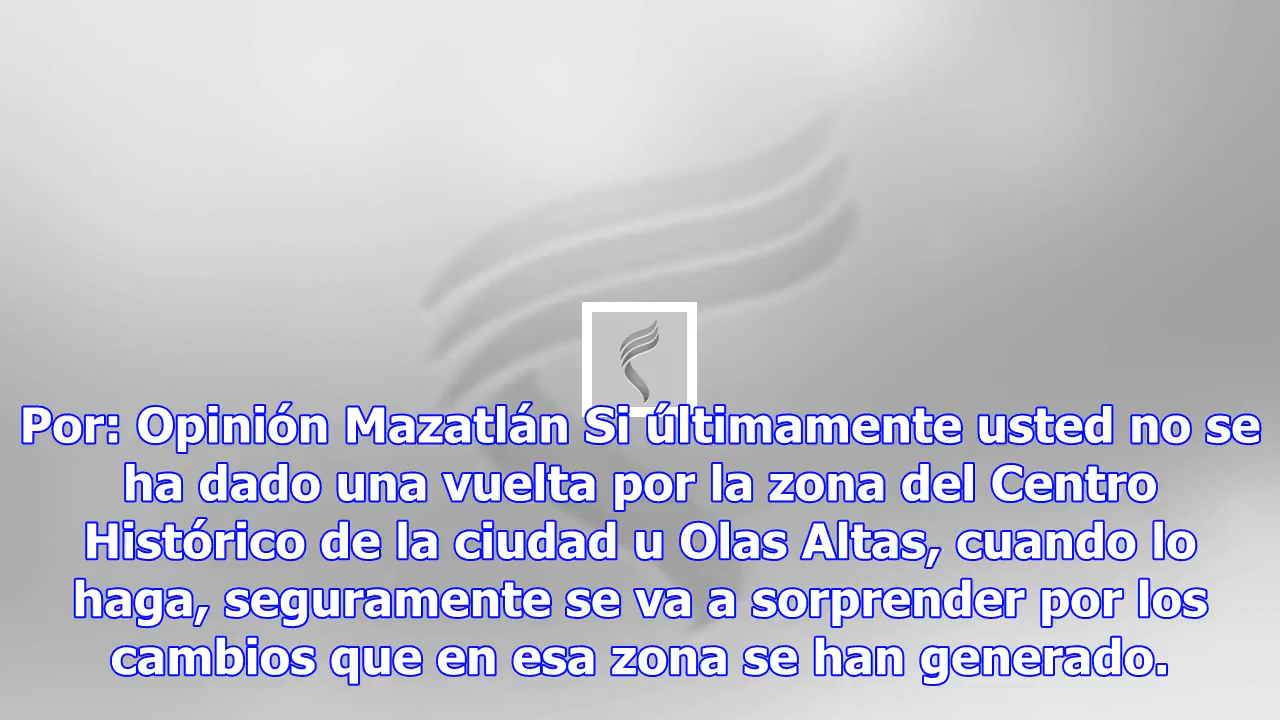 Por: Opinión Mazatlán Si últimamente usted no se
ha dado una vuelta por la zona del Centro
Histórico de la ciudad u Olas Altas, cuando lo
haga, seguramente se va a sorprender por los
cambios que en esa zona se han generado.